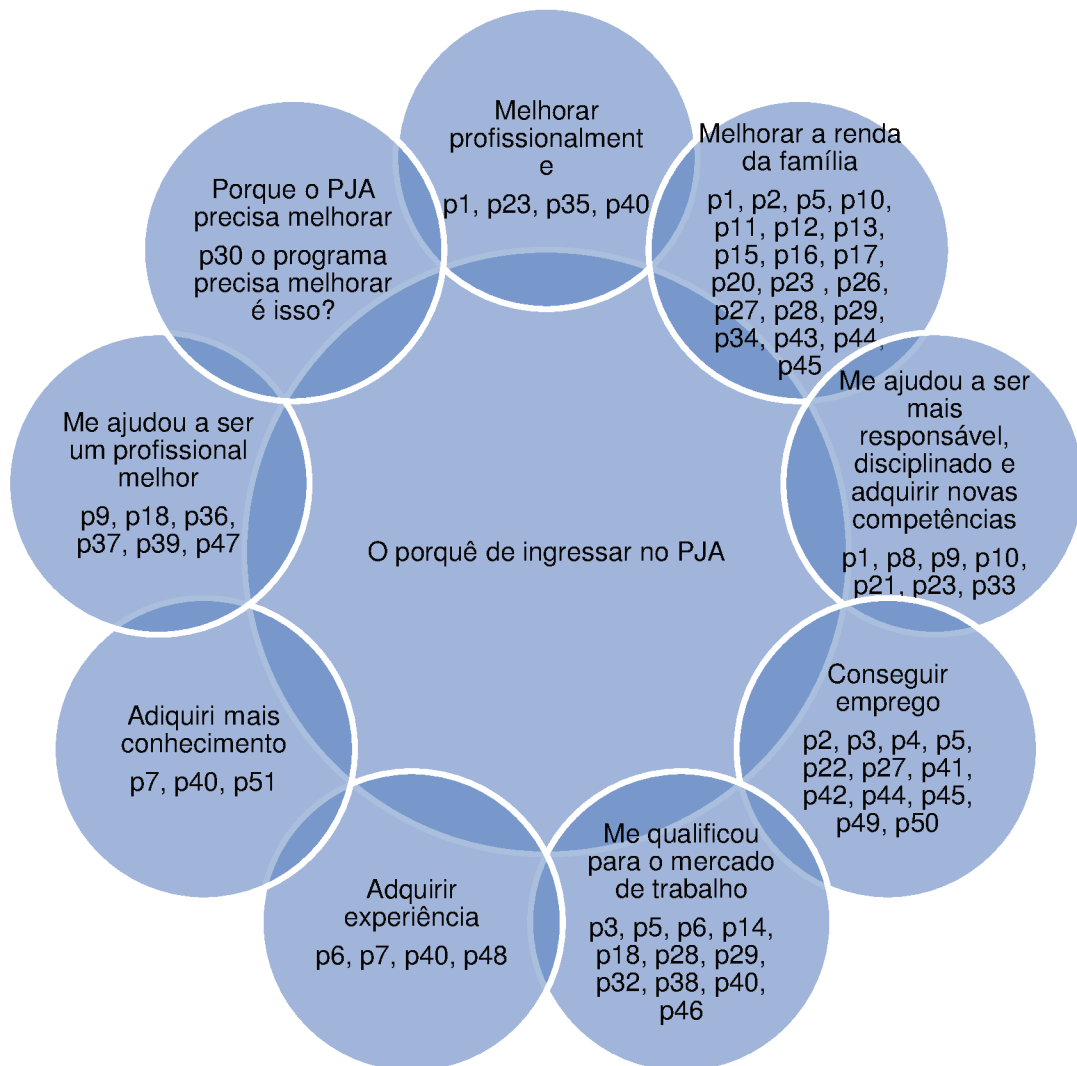 Melhorar
profissionalment
e
p1, p23, p35, p40
Melhorar a renda
da família
p1, p2, p5, p10,
p11, p12, p13,
p15, p16, p17,
p20, p23 , p26,
p27, p28, p29,
p34, p43, p44,
p45
Me ajudou a ser
mais
responsável,
disciplinado e
adquirir novas
competências
p1, p8, p9, p10,
p21, p23, p33
Conseguir
emprego
p2, p3, p4, p5,
p22, p27, p41,
p42, p44, p45,
p49, p50
Me qualificou
para o mercado
de trabalho
p3, p5, p6, p14,
p18, p28, p29,
p32, p38, p40,
p46
Adquirir
experiência
p6, p7, p40, p48
Adiquiri mais
conhecimento
p7, p40, p51
Me ajudou a ser
um profissional
melhor
p9, p18, p36,
p37, p39, p47
Porque o PJA
precisa melhorar
p30 o programa
precisa melhorar
é isso?
O porquê de ingressar no PJA